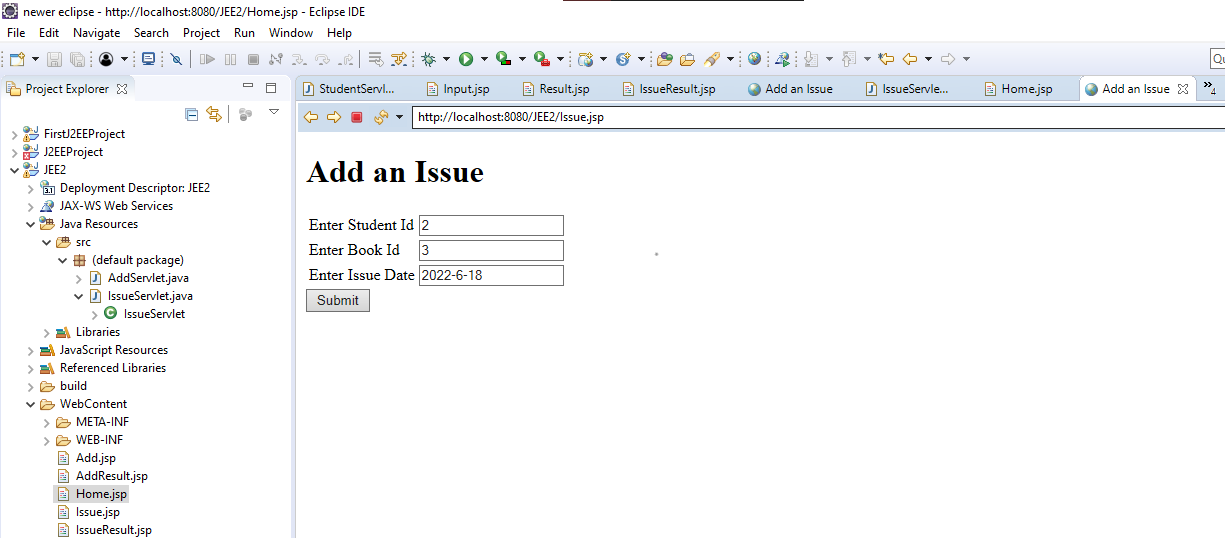 newer eclipse - http://localhost:8080/JEE2/Home.jsp - Eclipse IDE
File Edit Navigate Search Project Run Window Help
Project Explorer
StudentServl... Input.jsp Result.jsp IssueResult.jsp Add an Issue IssueServle... Home.jsp Add an Issue 4
http://localhost:8080/JEE2/Issue.jsp
FirstJ2EEProject
J2EEProject
JEE2
Deployment Descriptor: JEE2
JAX-WS Web Services
Java Resources
src
(default package)
AddServlet.java
IssueServlet.java
IssueServlet
Libraries
JavaScript Resources
Referenced Libraries
build
WebContent
META-INF
WEB-INF
Add.jsp
AddResult.jsp
Home.jsp
Issue.jsp
IssueResult.jsp
Add an Issue
Enter Student Id 2
Enter Book Id 3
Enter Issue Date 2022-6-18
Submit